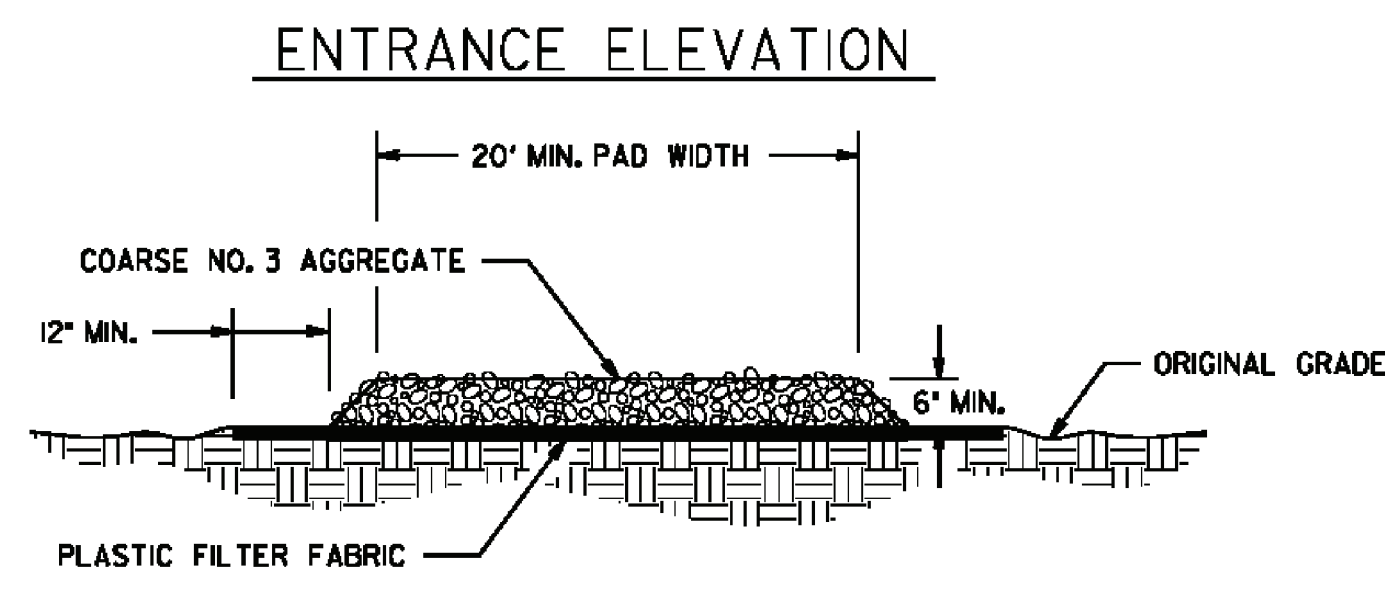 ENTRANCE ELEVATION
20' MIN. PAD WIDTH
COARSE NO. 3 AGGREGATE
12" MIN.
ORIGINAL GRADE
6" MIN.
PLASTIC FILTER FABRIC